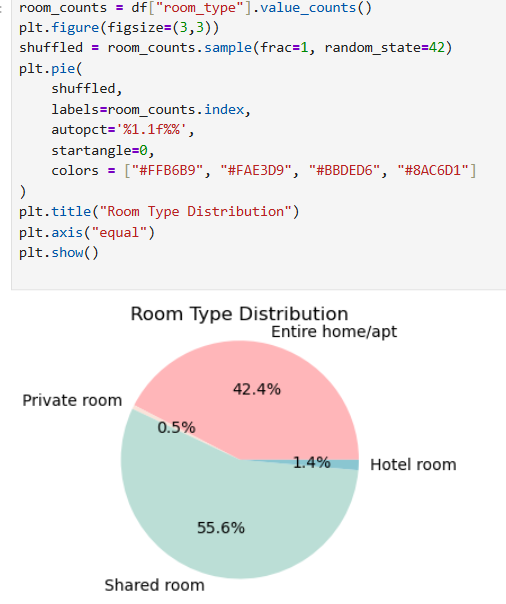 room_counts = df["room_type"].value_counts()
plt.figure(figsize=(3,3))
shuffled = room_counts.sample(frac=1, random_state=42)
plt.pie(
    shuffled,
    labels=room_counts.index,
    autopct='%1.1f%%',
    startangle=0,
    colors = ["#FFB6B9", "#FAE3D9", "#BBDED6", "#8AC6D1"]
)
plt.title("Room Type Distribution")
plt.axis("equal")
plt.show()
Room Type Distribution
Entire home/apt
42.4%
Private room
0.5%
1.4%
Hotel room
55.6%
Shared room